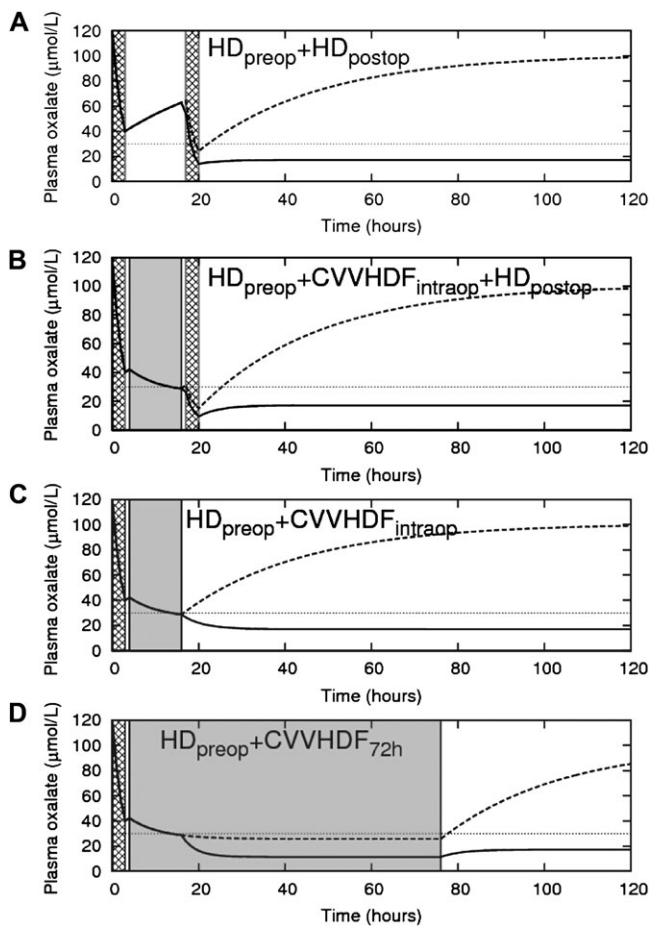 A
Plasma oxalate (μmol/L)
120
100
80
60
40
20
0
HDpreop+HDpostop
0 20 40 60 80 100 120
Time (hours)
B
Plasma oxalate (μmol/L)
120
100
80
60
40
20
0
HDpreop+CVVHDFintraop+HDpostop
0 20 40 60 80 100 120
Time (hours)
C
Plasma oxalate (μmol/L)
120
100
80
60
40
20
0
HDpreop+CVVHDFintraop
0 20 40 60 80 100 120
Time (hours)
D
Plasma oxalate (μmol/L)
120
100
80
60
40
20
0
HDpreop+CVVHDF72h
0 20 40 60 80 100 120
Time (hours)